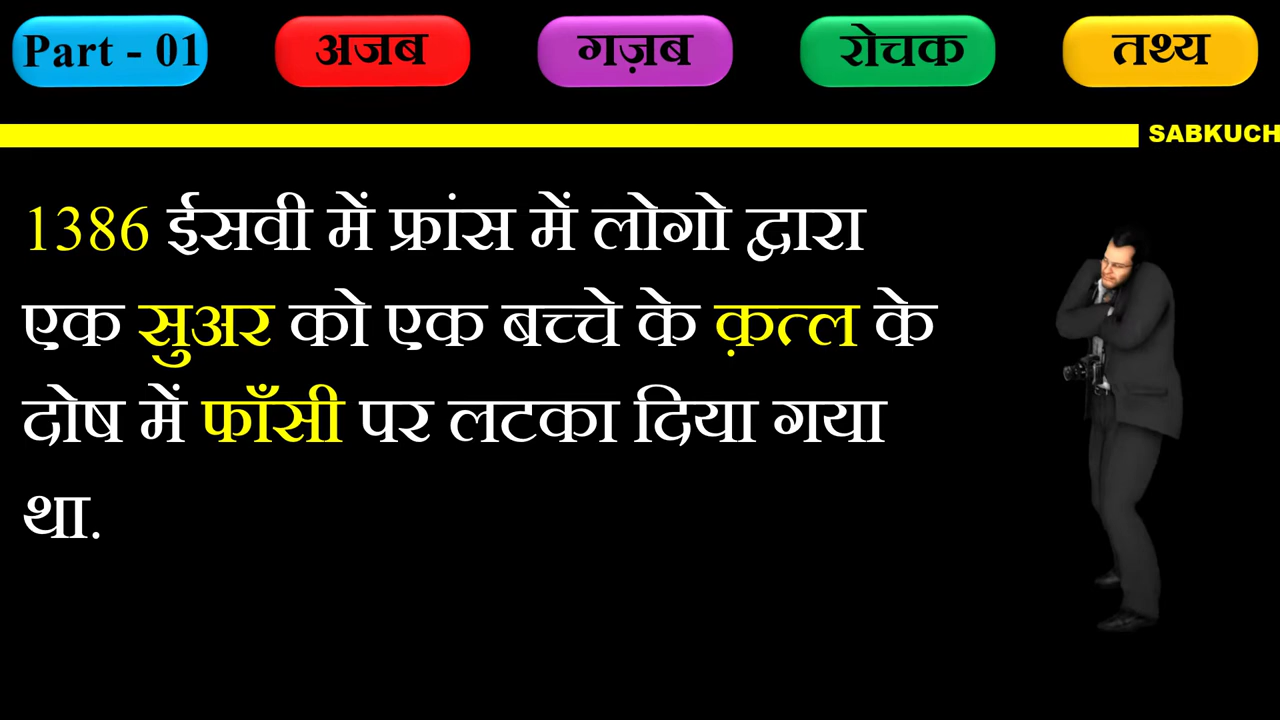 Part - 01 अजब गज़ब रोचक तथ्य
SABKUCH
1386 ईसवी में फ्रांस में लोगो द्वारा
एक सुअर को एक बच्चे के क़त्ल के
दोष में फाँसी पर लटका दिया गया
था.